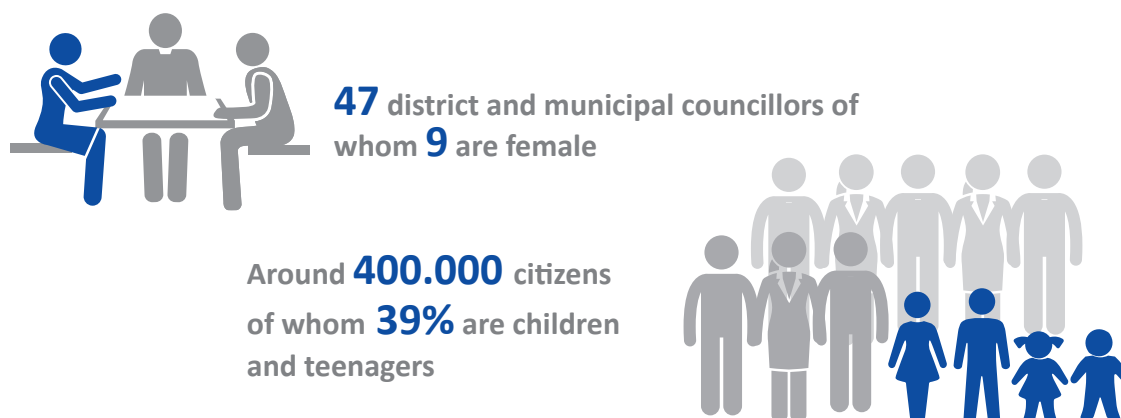 47 district and municipal councillors of
whom 9 are female
Around 400.000 citizens
of whom 39% are children
and teenagers